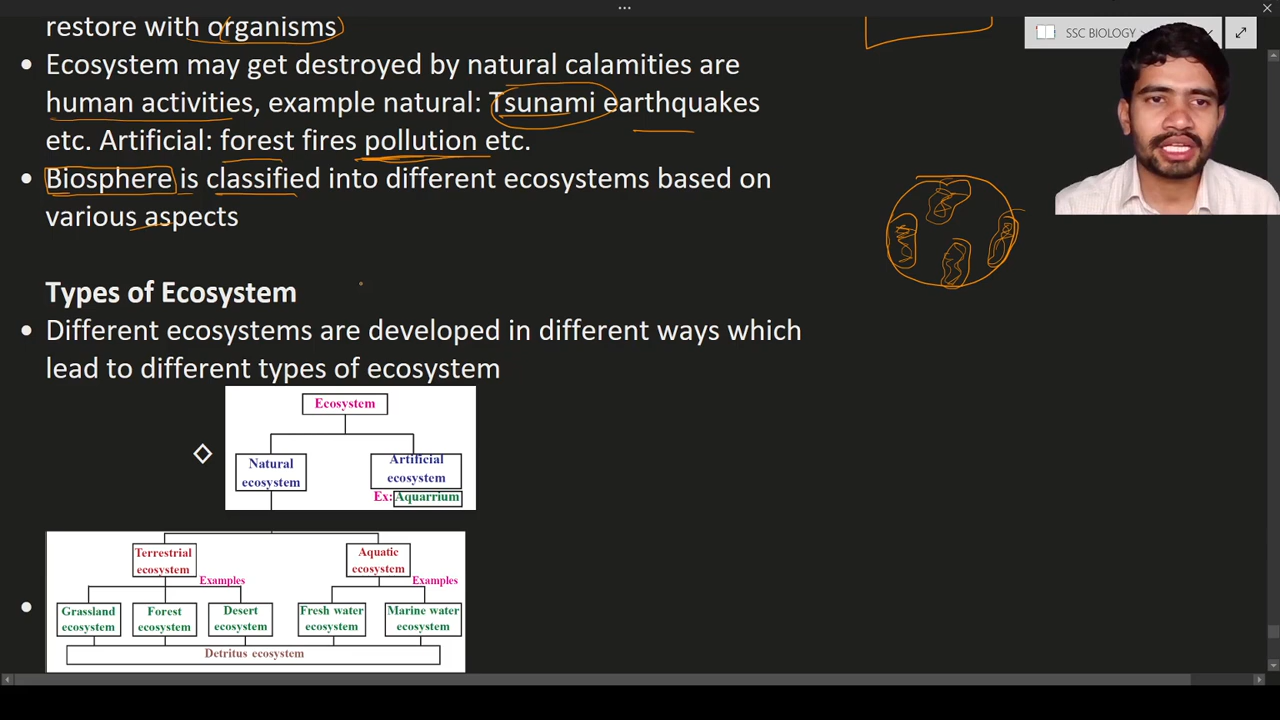 restore with organisms
SSC BIOLOGY
Ecosystem may get destroyed by natural calamities are
human activities, example natural: Tsunami earthquakes
etc. Artificial: forest fires pollution etc.
Biosphere is classified into different ecosystems based on
various aspects
Types of Ecosystem
Different ecosystems are developed in different ways which
lead to different types of ecosystem
Ecosystem
Natural
ecosystem
Artificial
ecosystem
Ex: Aquarrium
Terrestrial
ecosystem
Aquatic
ecosystem
Examples
Examples
Grassland
ecosystem
Forest
ecosystem
Desert
ecosystem
Fresh water
ecosystem
Marine water
ecosystem
Detritus ecosystem